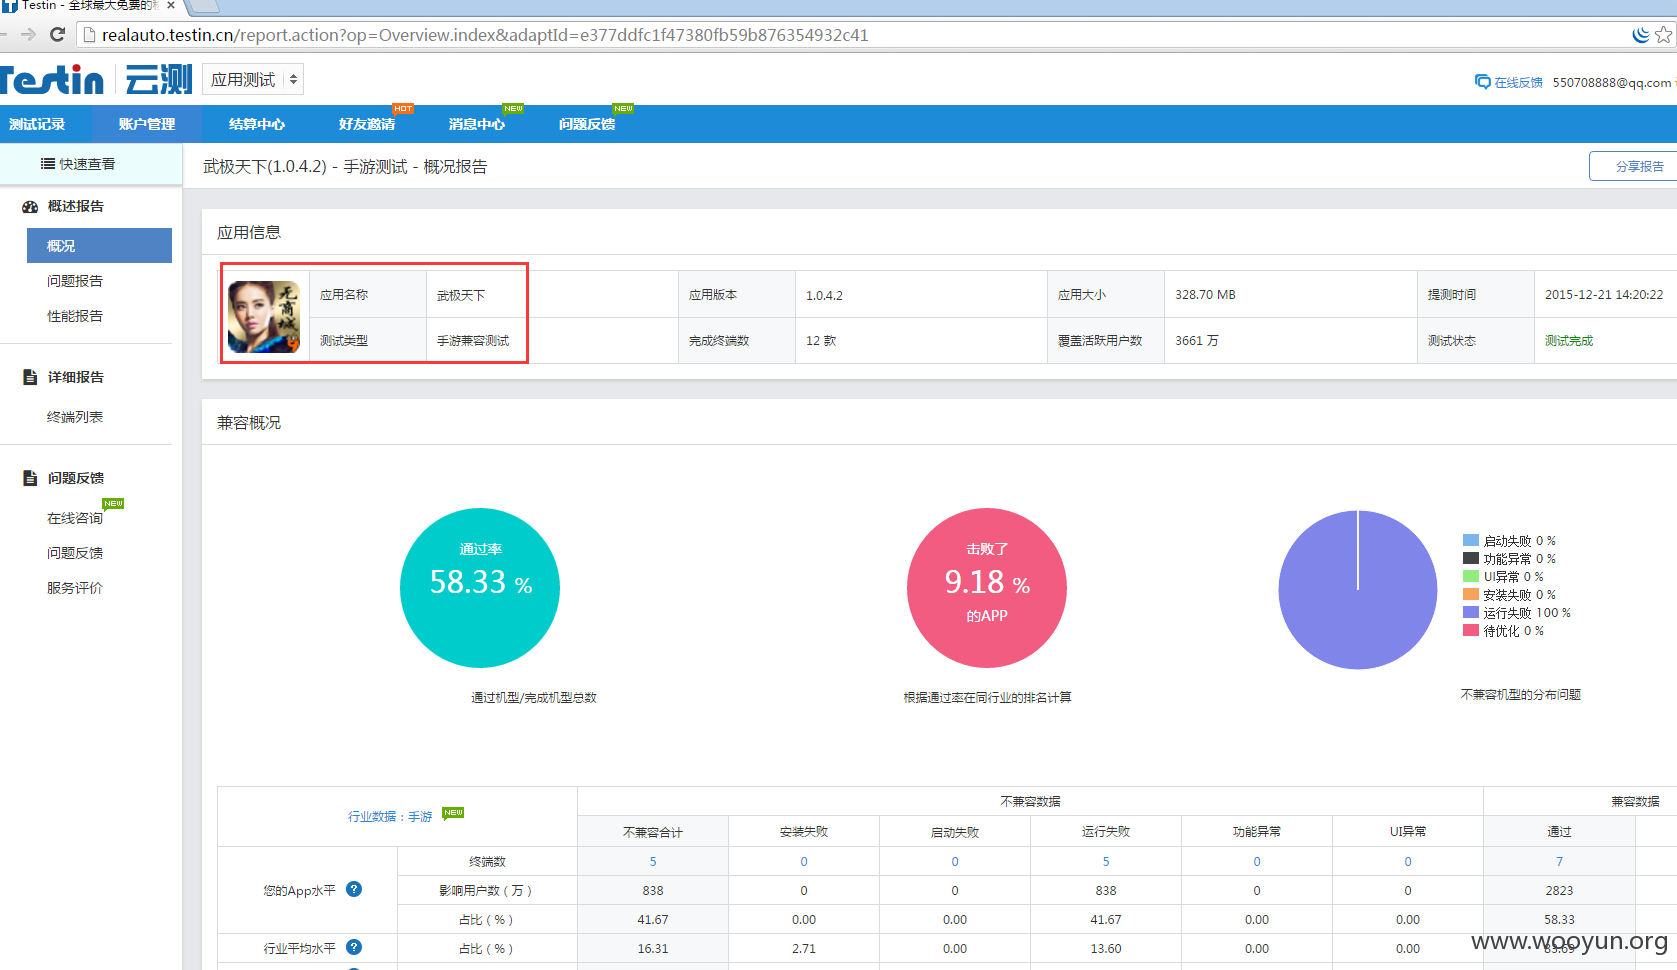 Testin - 全球最大免费的
realauto.testin.cn/report.action?op=Overview.index&adaptId=e377ddfc1f47380fb59b876354932c41
Testin 云测 应用测试
在线反馈 550708888@qq.com
测试记录 账户管理 结算中心 HOT 好友邀请 消息中心 NEW 问题反馈 NEW
快速查看
武极天下(1.0.4.2) - 手游测试 - 概况报告
分享报告
概述报告
概况
问题报告
性能报告
详细报告
终端列表
问题反馈
在线咨询 NEW
问题反馈
服务评价
应用信息
无商城
应用名称 武极天下 应用版本 1.0.4.2 应用大小 328.70 MB 提测时间 2015-12-21 14:20:22
测试类型 手游兼容测试 完成终端数 12 款 覆盖活跃用户数 3661 万 测试状态 测试完成
兼容概况
通过率
58.33 %
通过机型/完成机型总数
击败了
9.18 %
的APP
根据通过率在同行业的排名计算
启动失败 0 %
功能异常 0 %
UI异常 0 %
安装失败 0 %
运行失败 100 %
待优化 0 %
不兼容机型的分布问题
行业数据：手游 NEW
不兼容数据 兼容数据
不兼容合计 安装失败 启动失败 运行失败 功能异常 UI异常 通过
您的App水平 ?
终端数 5 0 0 5 0 0 7
影响用户数（万） 838 0 0 838 0 0 2823
占比（%） 41.67 0.00 0.00 41.67 0.00 0.00 58.33
行业平均水平 ? 占比（%） 16.31 2.71 0.00 13.60 0.00 0.00 83.69
www.wooyun.org